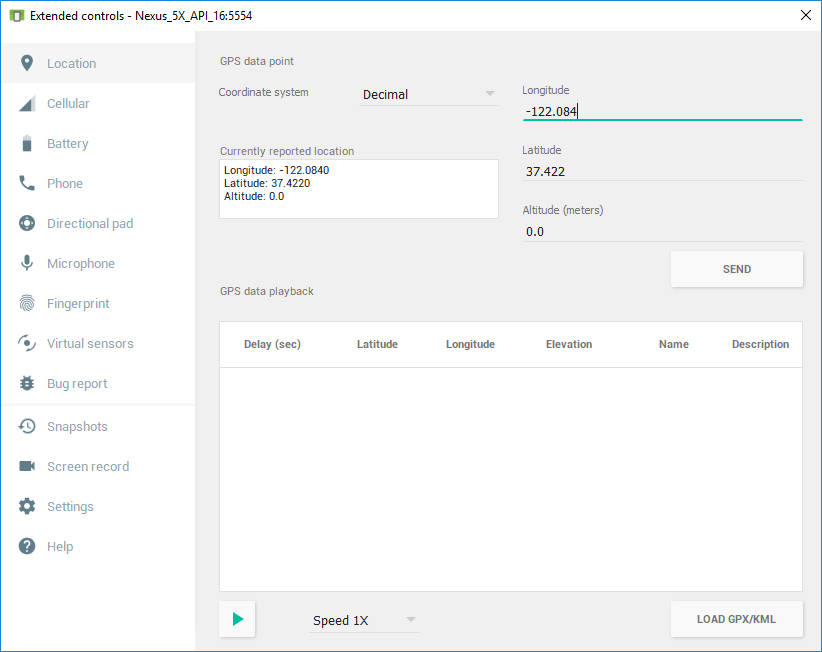 Extended controls - Nexus_5X_API_16:5554
Location
Cellular
Battery
Phone
Directional pad
Microphone
Fingerprint
Virtual sensors
Bug report
Snapshots
Screen record
Settings
Help
GPS data point
Coordinate system
Decimal
Longitude
-122.084
Currently reported location
Longitude: -122.0840
Latitude: 37.4220
Altitude: 0.0
Latitude
37.422
Altitude (meters)
0.0
SEND
GPS data playback
Delay (sec) Latitude Longitude Elevation Name Description
Speed 1X
LOAD GPX/KML